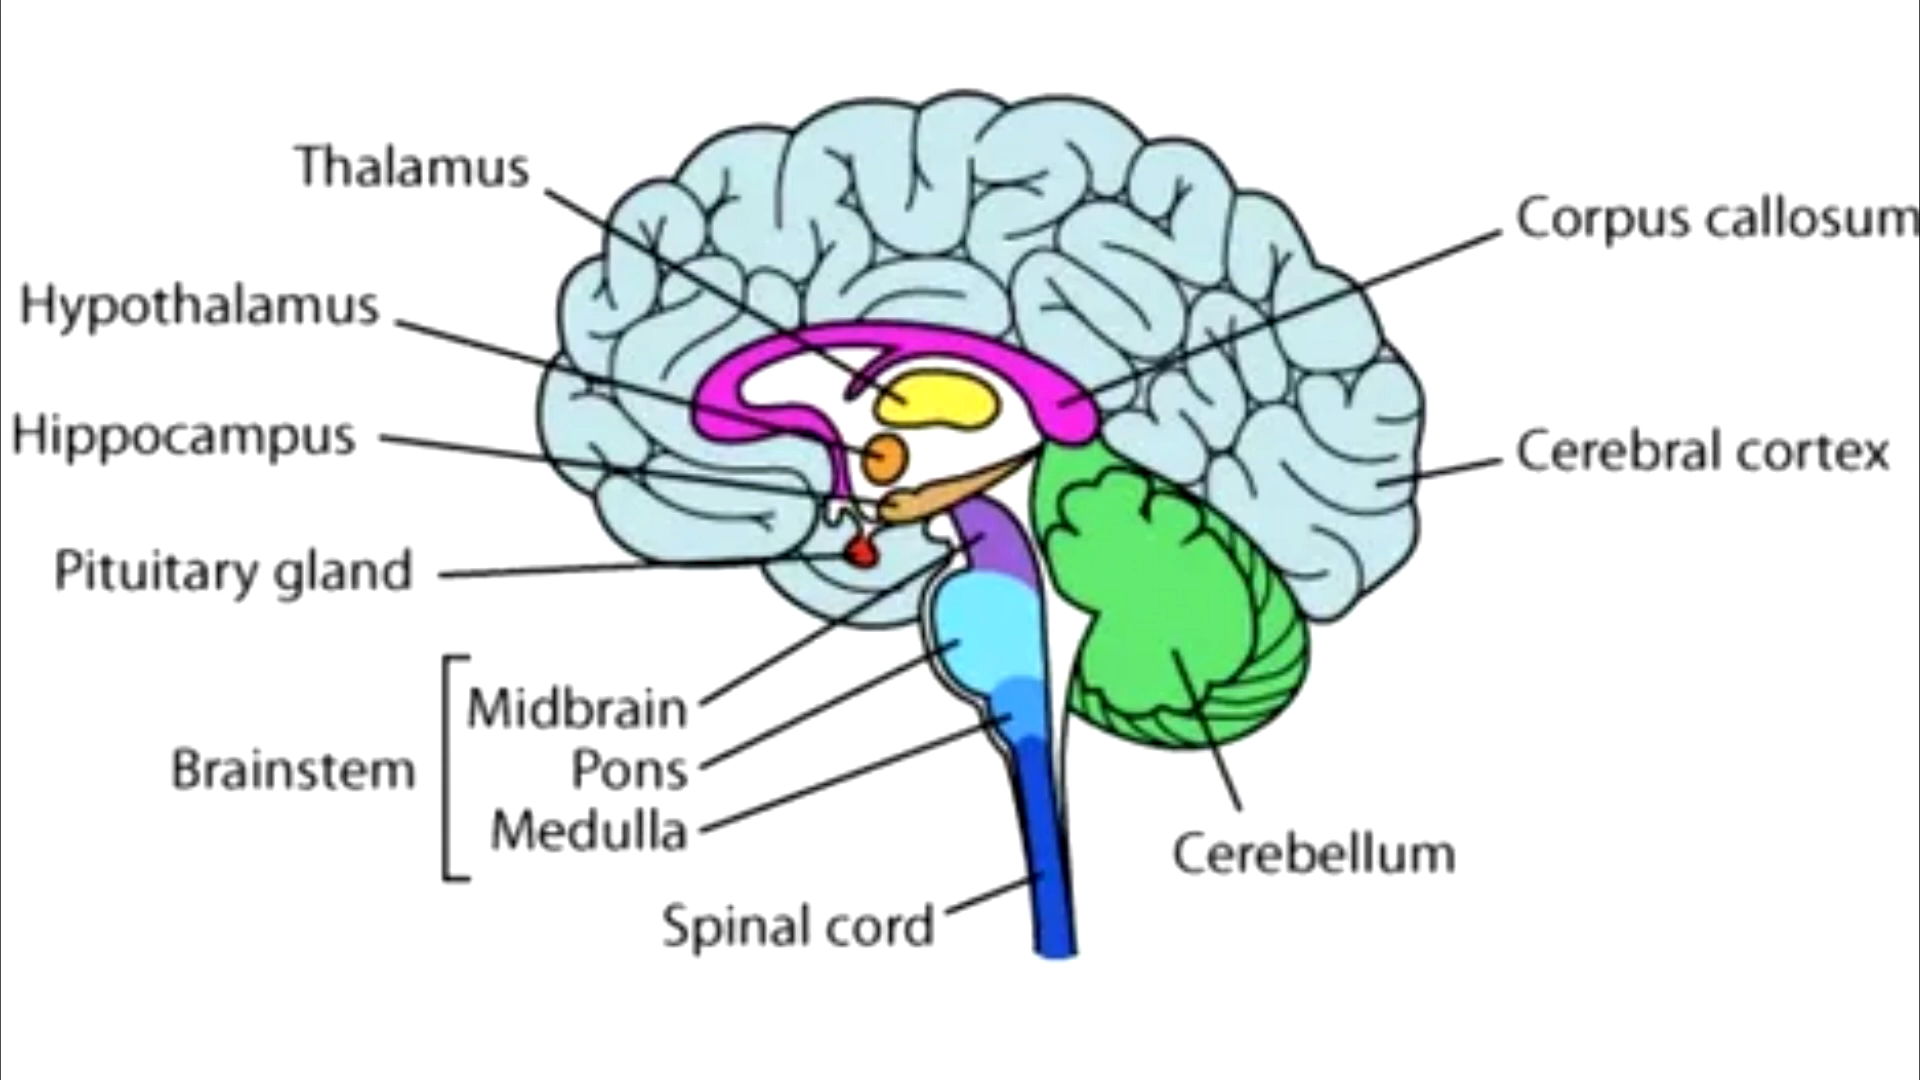 Thalamus
Corpus callosum
Hypothalamus
Hippocampus
Cerebral cortex
Pituitary gland
Midbrain
Brainstem
Pons
Medulla
Cerebellum
Spinal cord